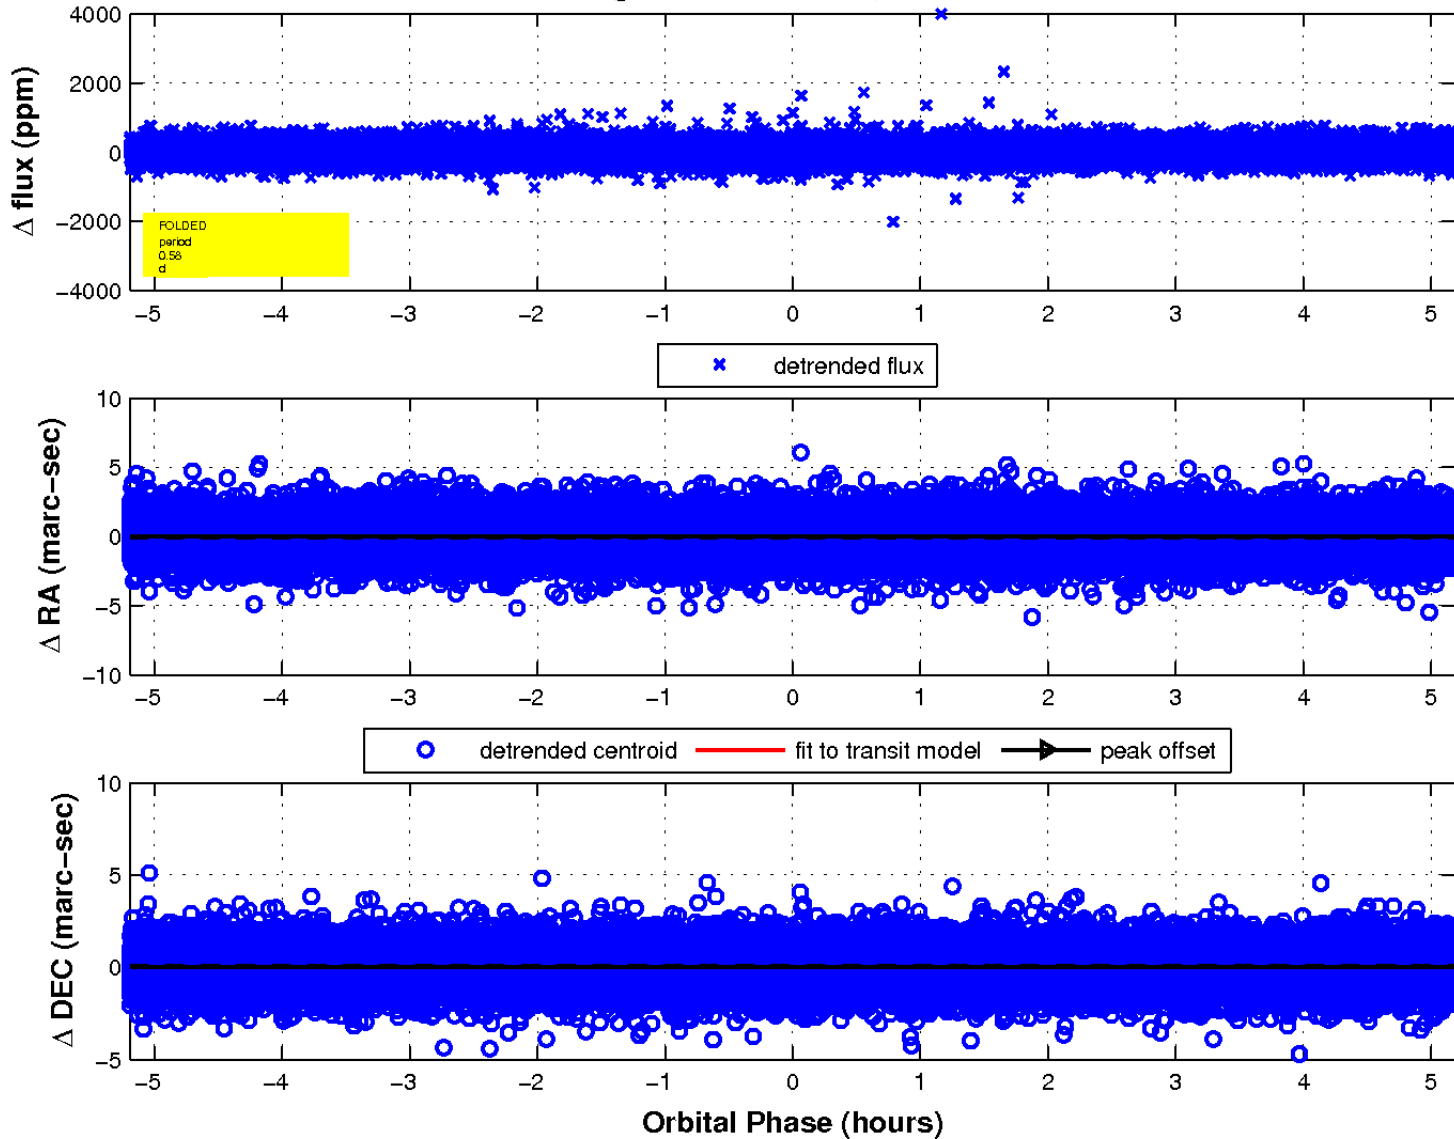 4000
2000
0
−2000
−4000
Δ flux (ppm)
FOLDED
period
0.58
d
−5 −4 −3 −2 −1 0 1 2 3 4 5
detrended flux
10
5
0
−5
−10
Δ RA (marc−sec)
−5 −4 −3 −2 −1 0 1 2 3 4 5
detrended centroid fit to transit model peak offset
10
5
0
−5
Δ DEC (marc−sec)
−5 −4 −3 −2 −1 0 1 2 3 4 5
Orbital Phase (hours)